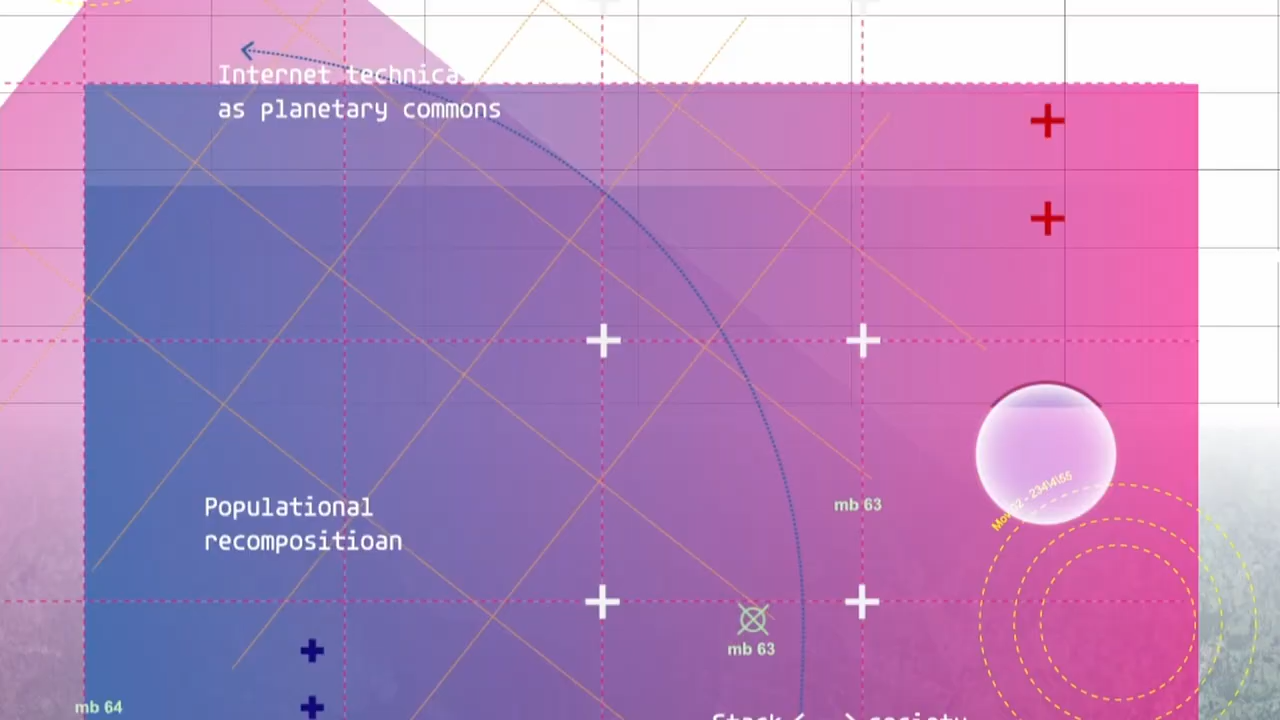 Internet technical
as planetary commons
Populational
recompositioan
mb 63
mb 63
mb 64